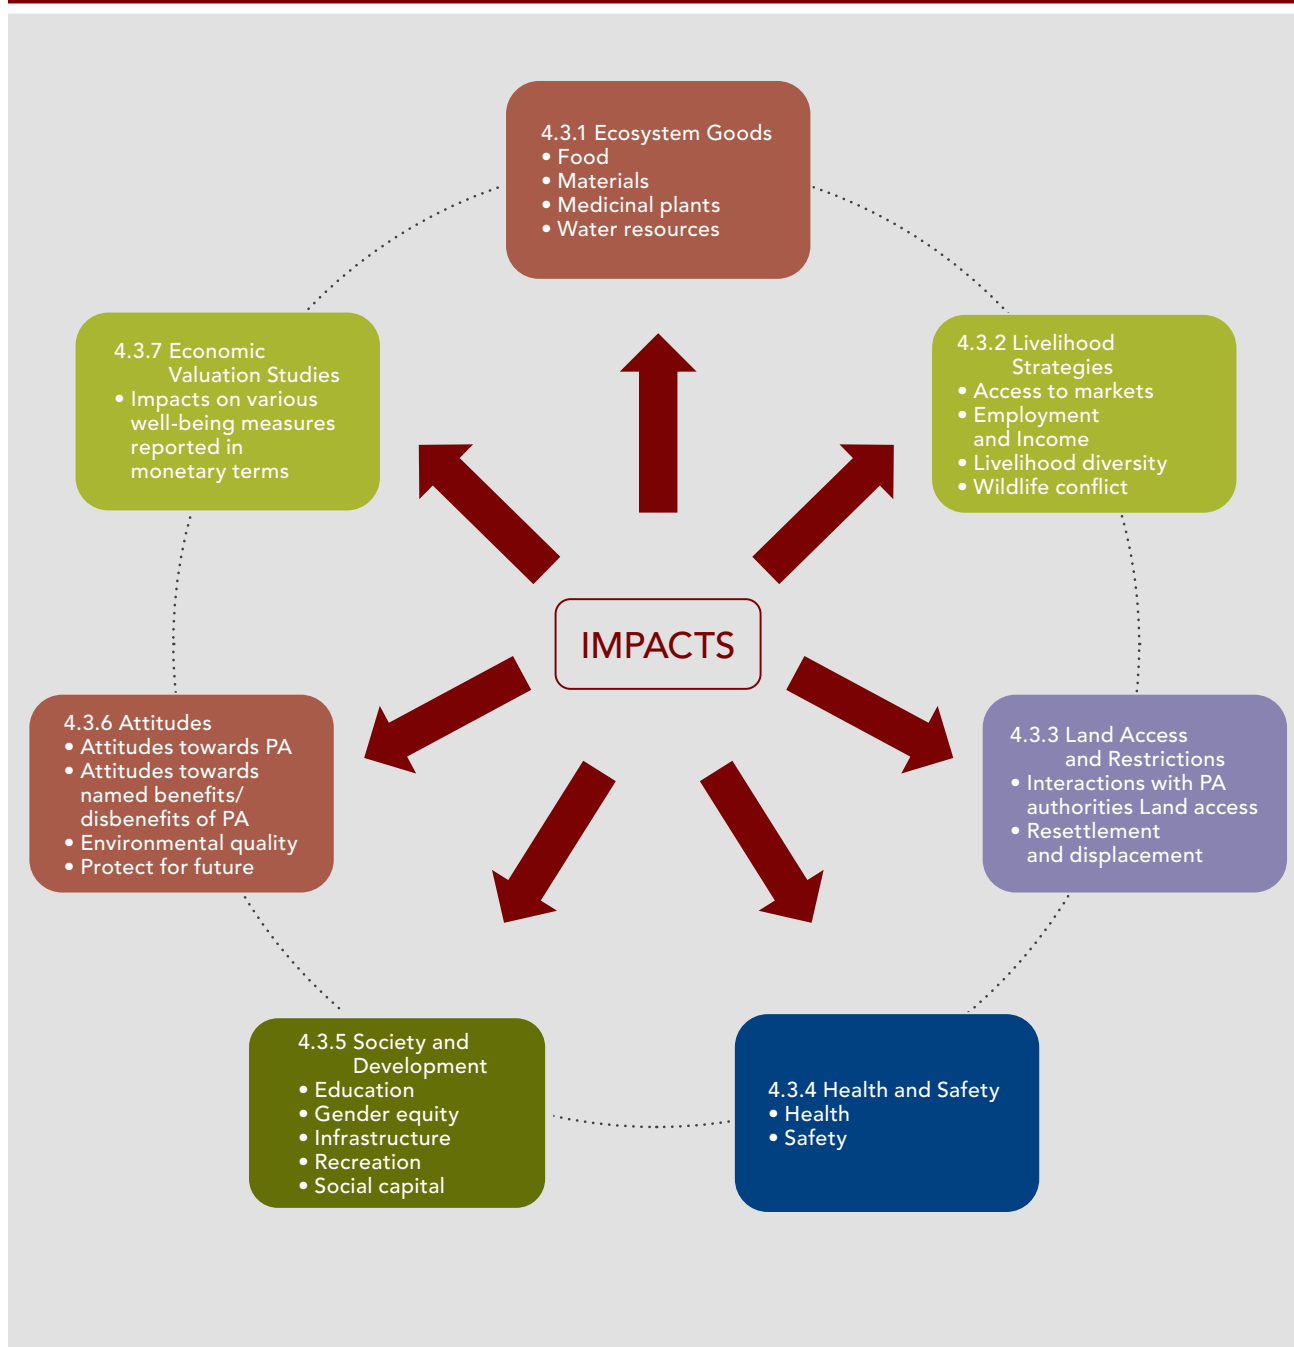 4.3.1 Ecosystem Goods
• Food
• Materials
• Medicinal plants
• Water resources
4.3.2 Livelihood
Strategies
• Access to markets
• Employment
and Income
• Livelihood diversity
• Wildlife conflict
4.3.3 Land Access
and Restrictions
• Interactions with PA
authorities Land access
• Resettlement
and displacement
4.3.4 Health and Safety
• Health
• Safety
4.3.5 Society and
Development
• Education
• Gender equity
• Infrastructure
• Recreation
• Social capital
4.3.6 Attitudes
• Attitudes towards PA
• Attitudes towards
named benefits/
disbenefits of PA
• Environmental quality
• Protect for future
4.3.7 Economic
Valuation Studies
• Impacts on various
well-being measures
reported in
monetary terms
IMPACTS